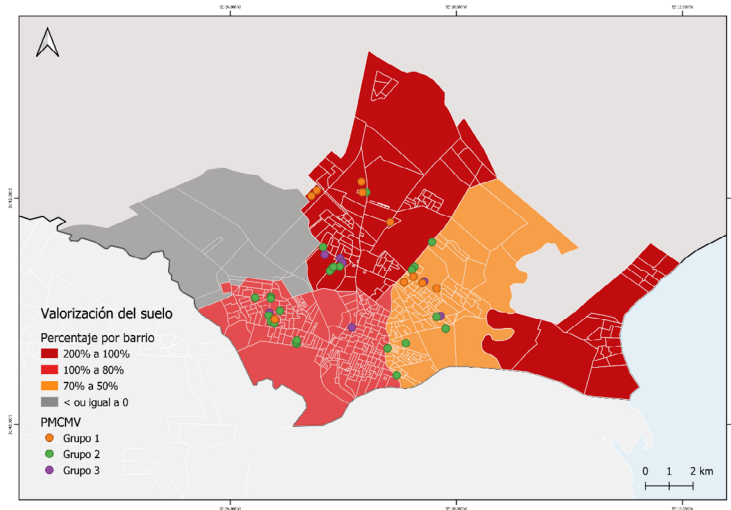 Valorización del suelo
Percentaje por barrio
200% a 100%
100% a 80%
70% a 50%
< ou igual a 0
PMCMV
Grupo 1
Grupo 2
Grupo 3
0 1 2 km